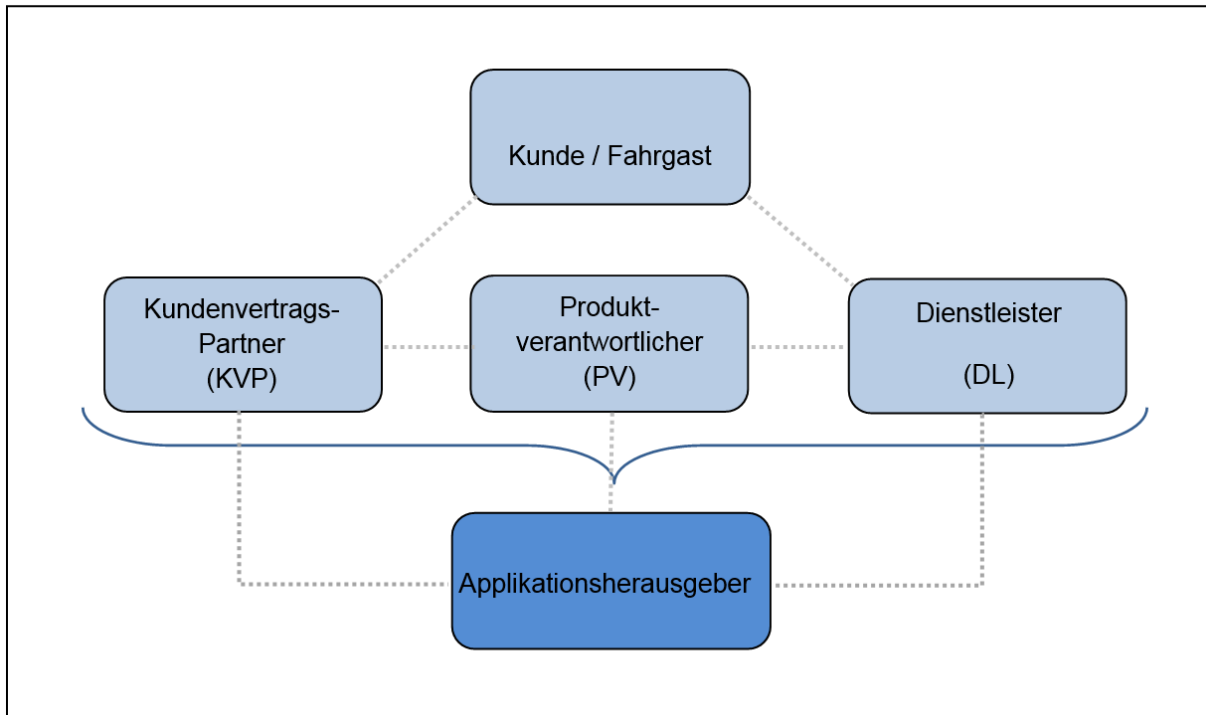 Kunde / Fahrgast
Kundenvertrags-
Partner
(KVP)
Produkt-
verantwortlicher
(PV)
Dienstleister
(DL)
Applikationsherausgeber